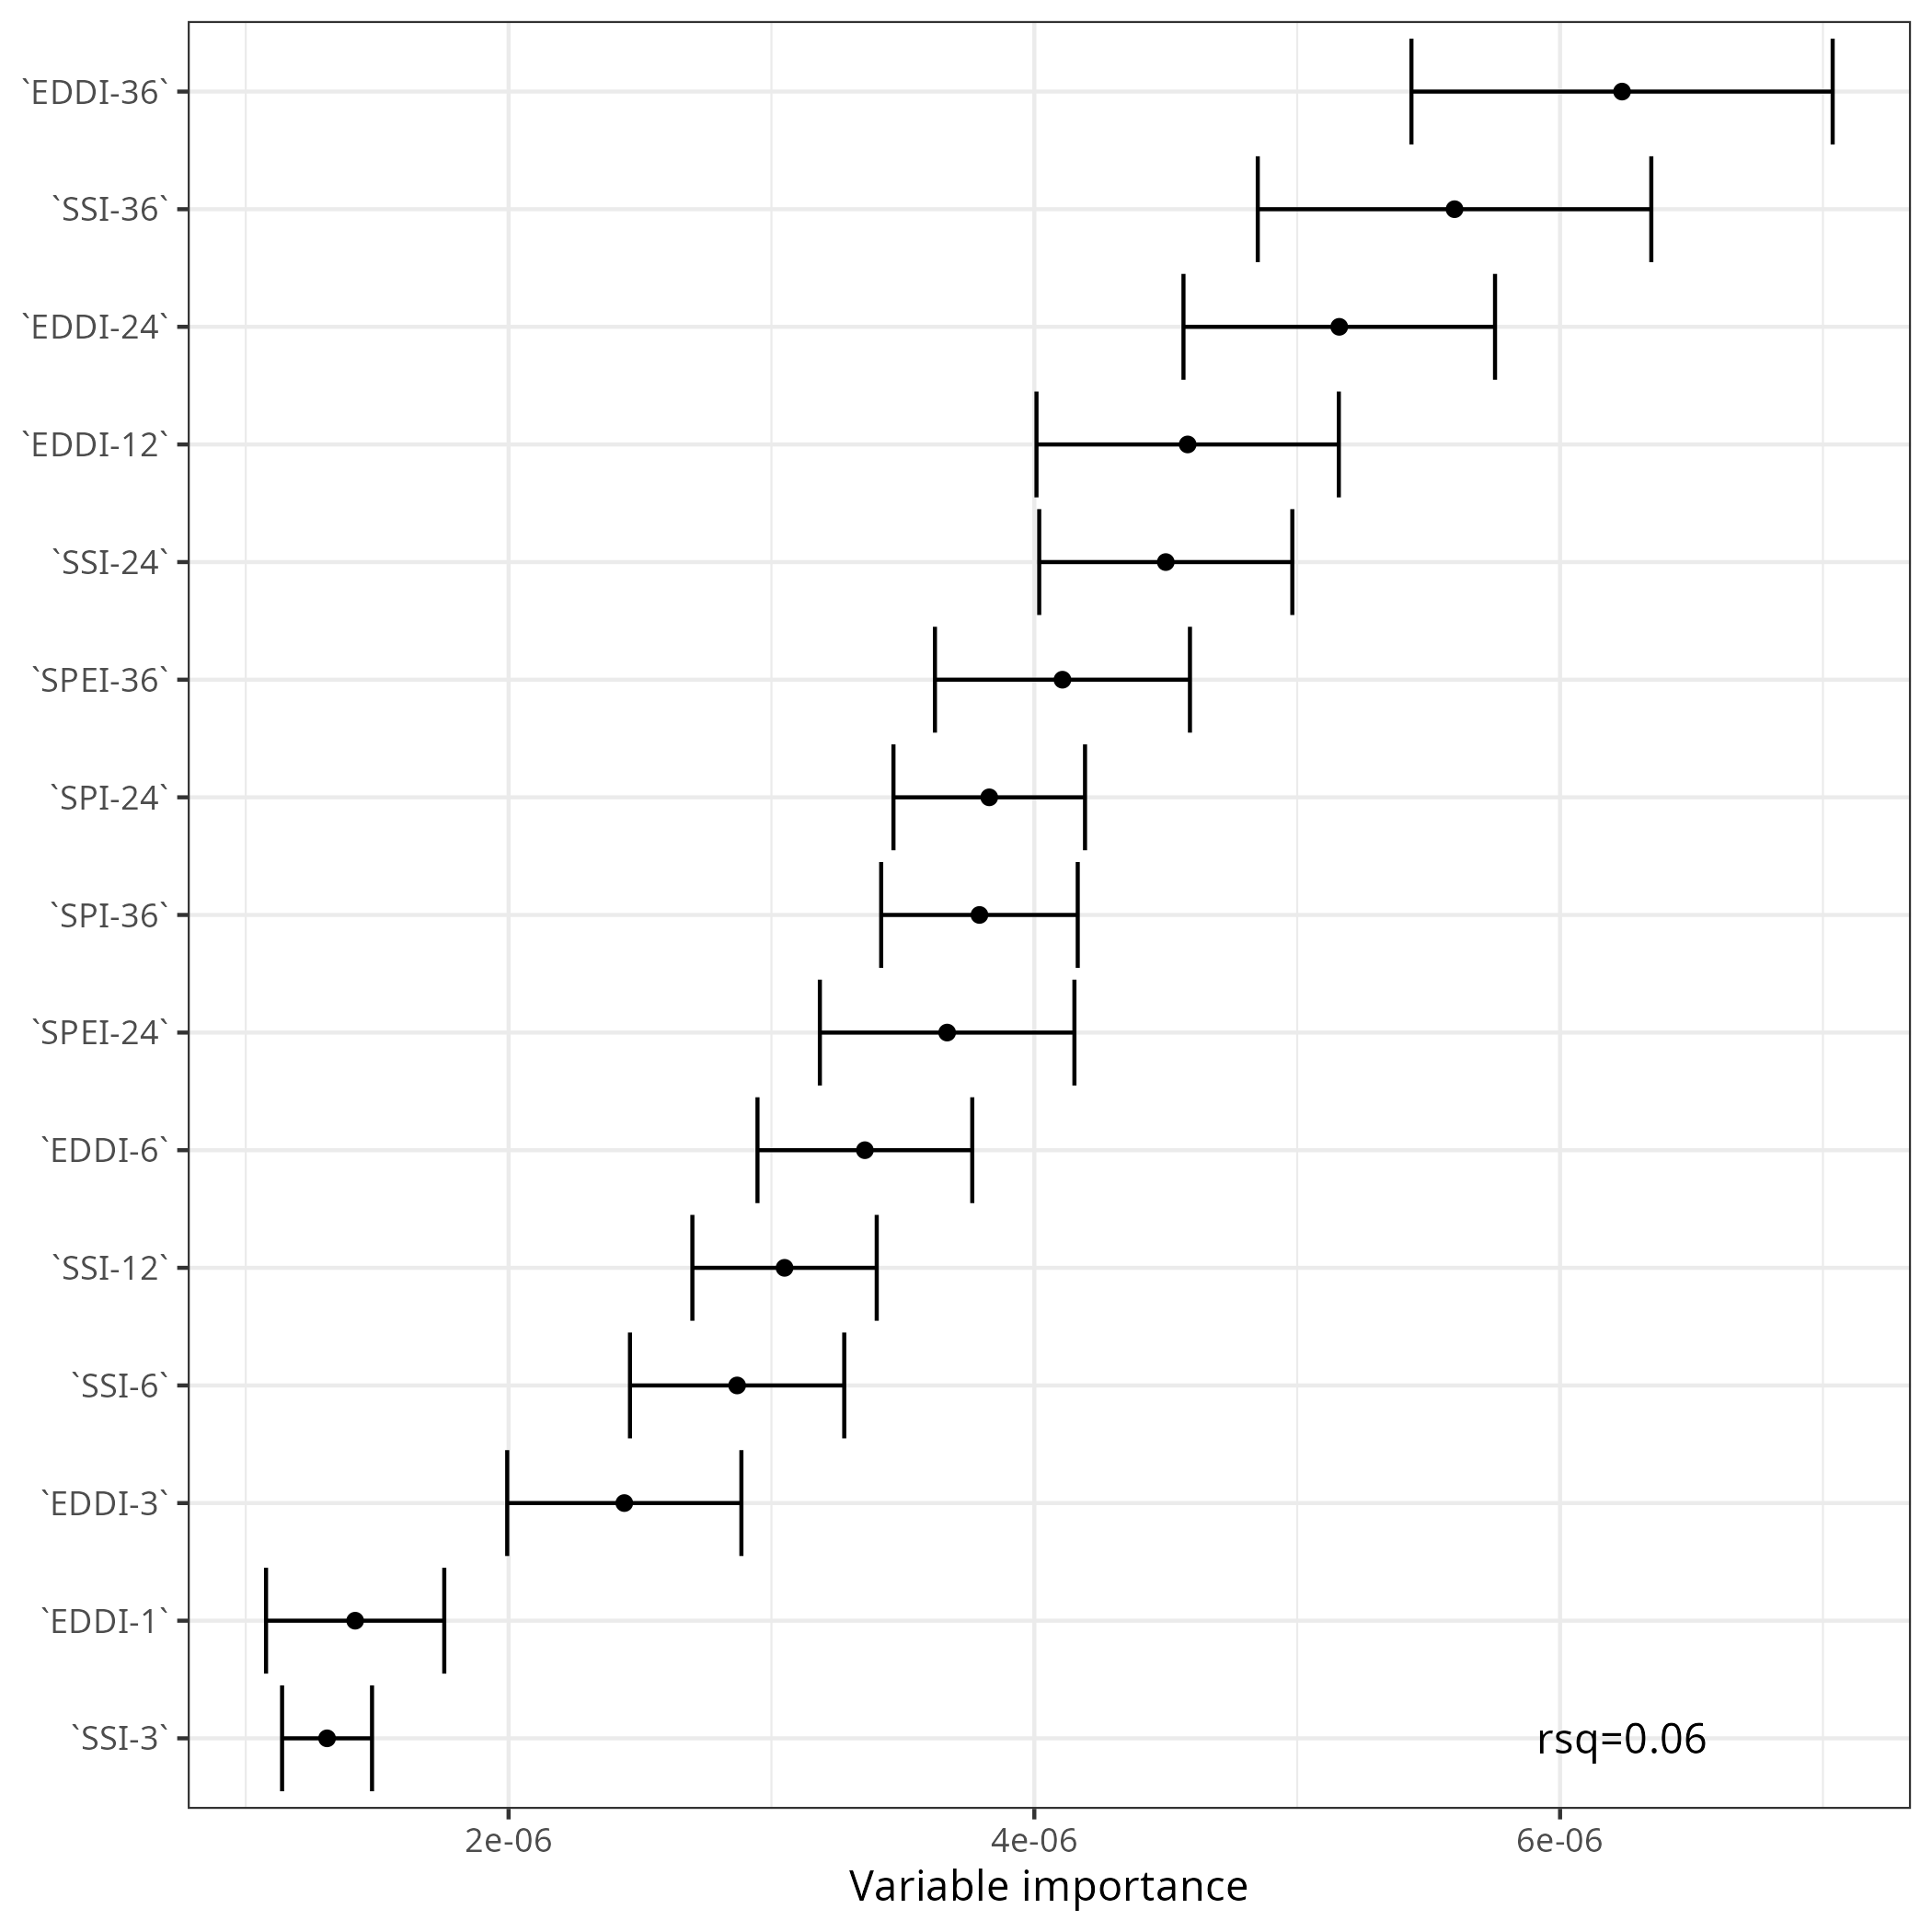 `EDDI-36`
`SSI-36`
`EDDI-24`
`EDDI-12`
`SSI-24`
`SPEI-36`
`SPI-24`
`SPI-36`
`SPEI-24`
`EDDI-6`
`SSI-12`
`SSI-6`
`EDDI-3`
`EDDI-1`
`SSI-3`
rsq=0.06
2e-06 4e-06 6e-06
Variable importance